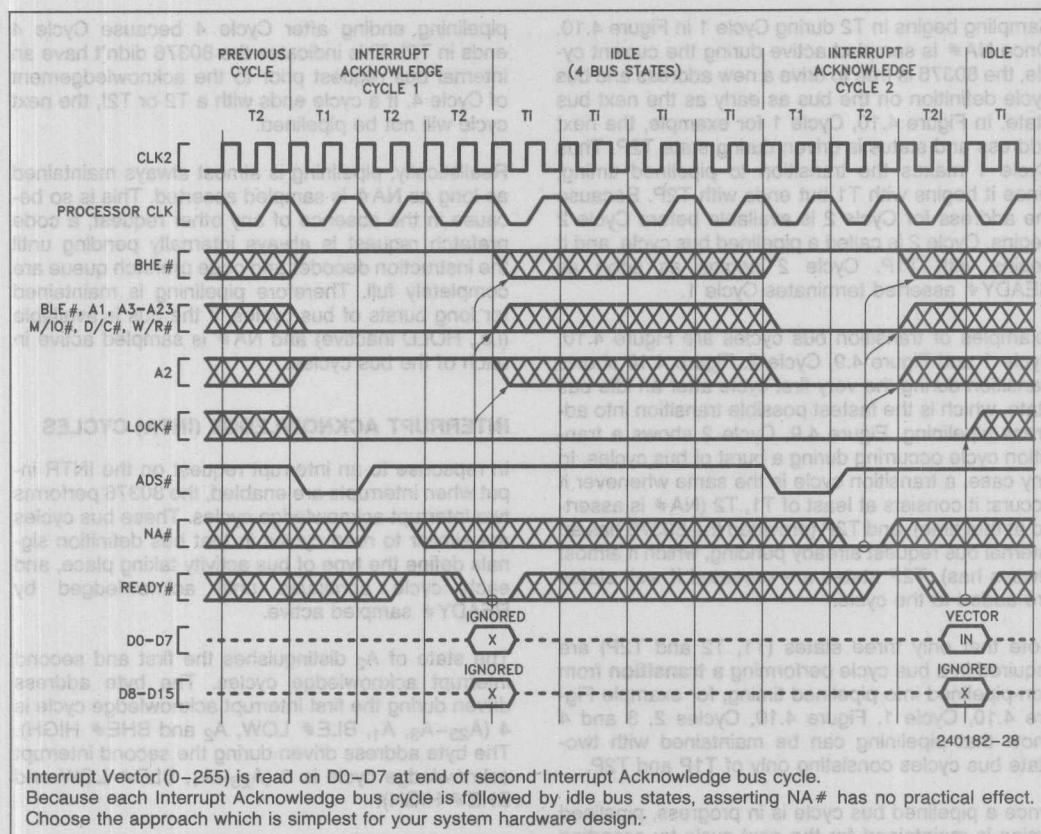 PREVIOUS CYCLE
INTERRUPT ACKNOWLEDGE CYCLE 1
IDLE (4 BUS STATES)
INTERRUPT ACKNOWLEDGE CYCLE 2
IDLE
T2 T1 T2 T2 TI TI TI TI T1 T2 T2 TI
CLK2
PROCESSOR CLK
BHE#
BLE#, A1, A3–A23
M/IO#, D/C#, W/R#
A2
LOCK#
ADS#
NA#
READY#
IGNORED
VECTOR
D0–D7
X
IN
IGNORED
IGNORED
D8–D15
X
X
240182–28
Interrupt Vector (0–255) is read on D0–D7 at end of second Interrupt Acknowledge bus cycle.
Because each Interrupt Acknowledge bus cycle is followed by idle bus states, asserting NA# has no practical effect.
Choose the approach which is simplest for your system hardware design.